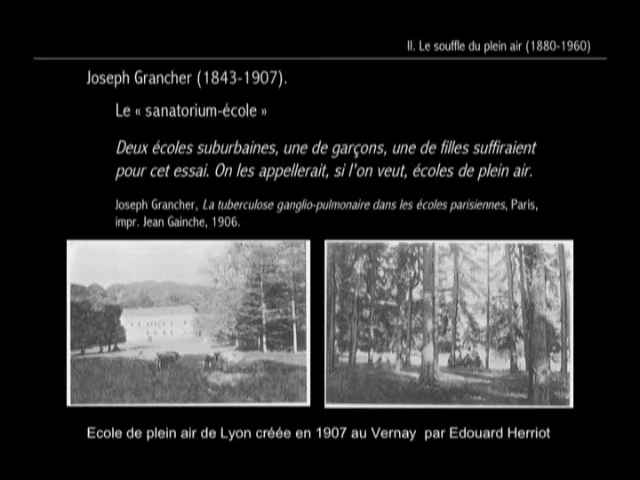 II. Le souffle du plein air (1880-1960)
Joseph Grancher (1843-1907).
Le « sanatorium-école »
Deux écoles suburbaines, une de garçons, une de filles suffiraient
pour cet essai. On les appellerait, si l'on veut, écoles de plein air.
Joseph Grancher, La tuberculose ganglio-pulmonaire dans les écoles parisiennes, Paris,
impr. Jean Gainche, 1906.
Ecole de plein air de Lyon créée en 1907 au Vernay par Edouard Herriot